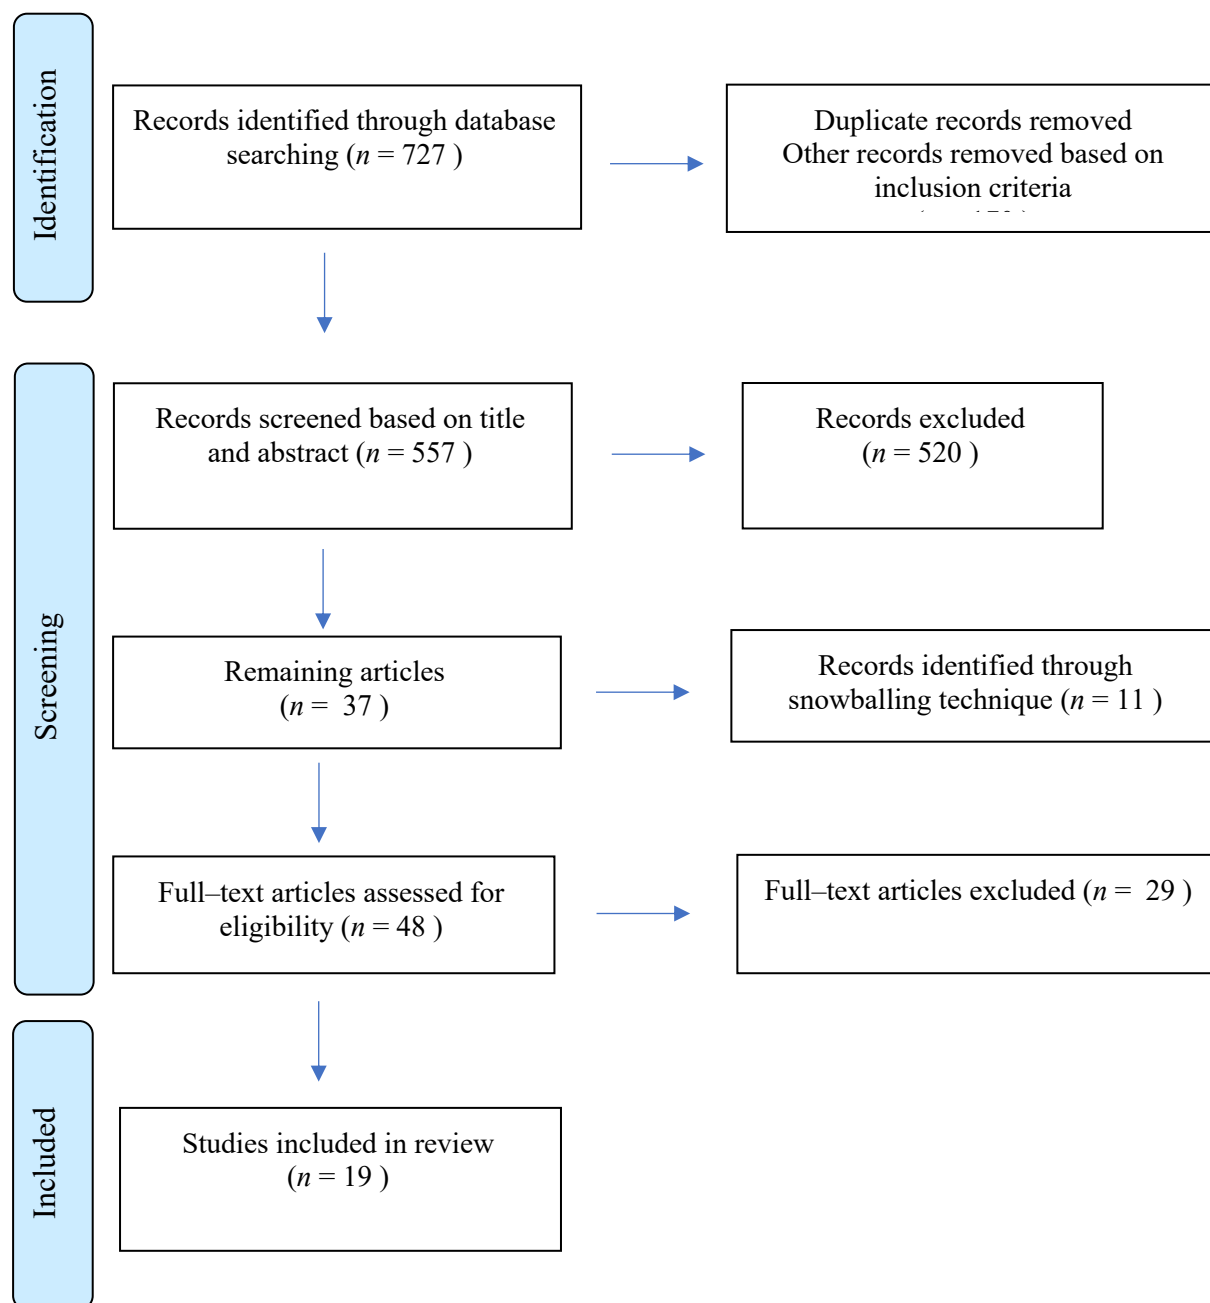 Identification
Records identified through database
searching (n = 727 )
Duplicate records removed
Other records removed based on
inclusion criteria
Screening
Records screened based on title
and abstract (n = 557 )
Records excluded
(n = 520 )
Remaining articles
(n =  37 )
Records identified through
snowballing technique (n = 11 )
Full–text articles assessed for
eligibility (n = 48 )
Full–text articles excluded (n =  29 )
Included
Studies included in review
(n = 19 )